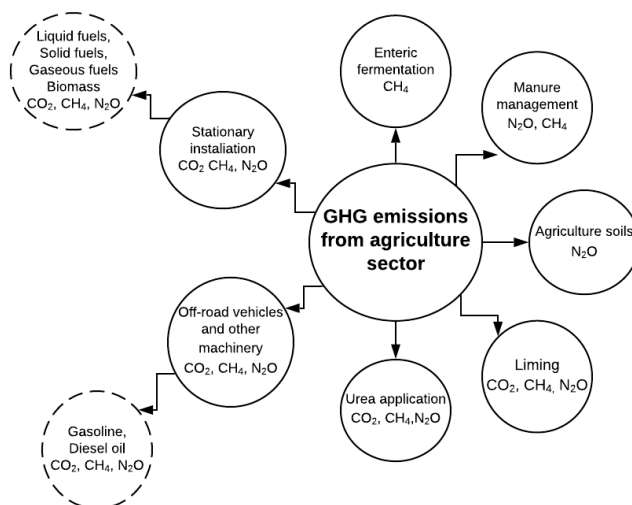 Liquid fuels,
Solid fuels,
Gaseous fuels
Biomass
CO₂, CH₄, N₂O
Stationary
instaliation
CO₂ CH₄, N₂O
Enteric
fermentation
CH₄
Manure
management
N₂O, CH₄
GHG emissions
from agriculture
sector
Agriculture soils
N₂O
Off-road vehicles
and other
machinery
CO₂, CH₄, N₂O
Urea application
CO₂, CH₄,N₂O
Liming
CO₂, CH₄, N₂O
Gasoline,
Diesel oil
CO₂, CH₄, N₂O